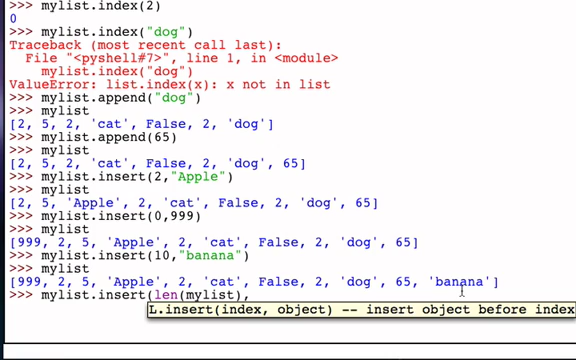 >>> mylist.index(2)
0
>>> mylist.index("dog")
Traceback (most recent call last):
  File "<pyshell#7>", line 1, in <module>
    mylist.index("dog")
ValueError: list.index(x): x not in list
>>> mylist.append("dog")
>>> mylist
[2, 5, 2, 'cat', False, 2, 'dog']
>>> mylist.append(65)
>>> mylist
[2, 5, 2, 'cat', False, 2, 'dog', 65]
>>> mylist.insert(2,"Apple")
>>> mylist
[2, 5, 'Apple', 2, 'cat', False, 2, 'dog', 65]
>>> mylist.insert(0,999)
>>> mylist
[999, 2, 5, 'Apple', 2, 'cat', False, 2, 'dog', 65]
>>> mylist.insert(10,"banana")
>>> mylist
[999, 2, 5, 'Apple', 2, 'cat', False, 2, 'dog', 65, 'banana']
>>> mylist.insert(len(mylist),
L.insert(index, object) -- insert object before index